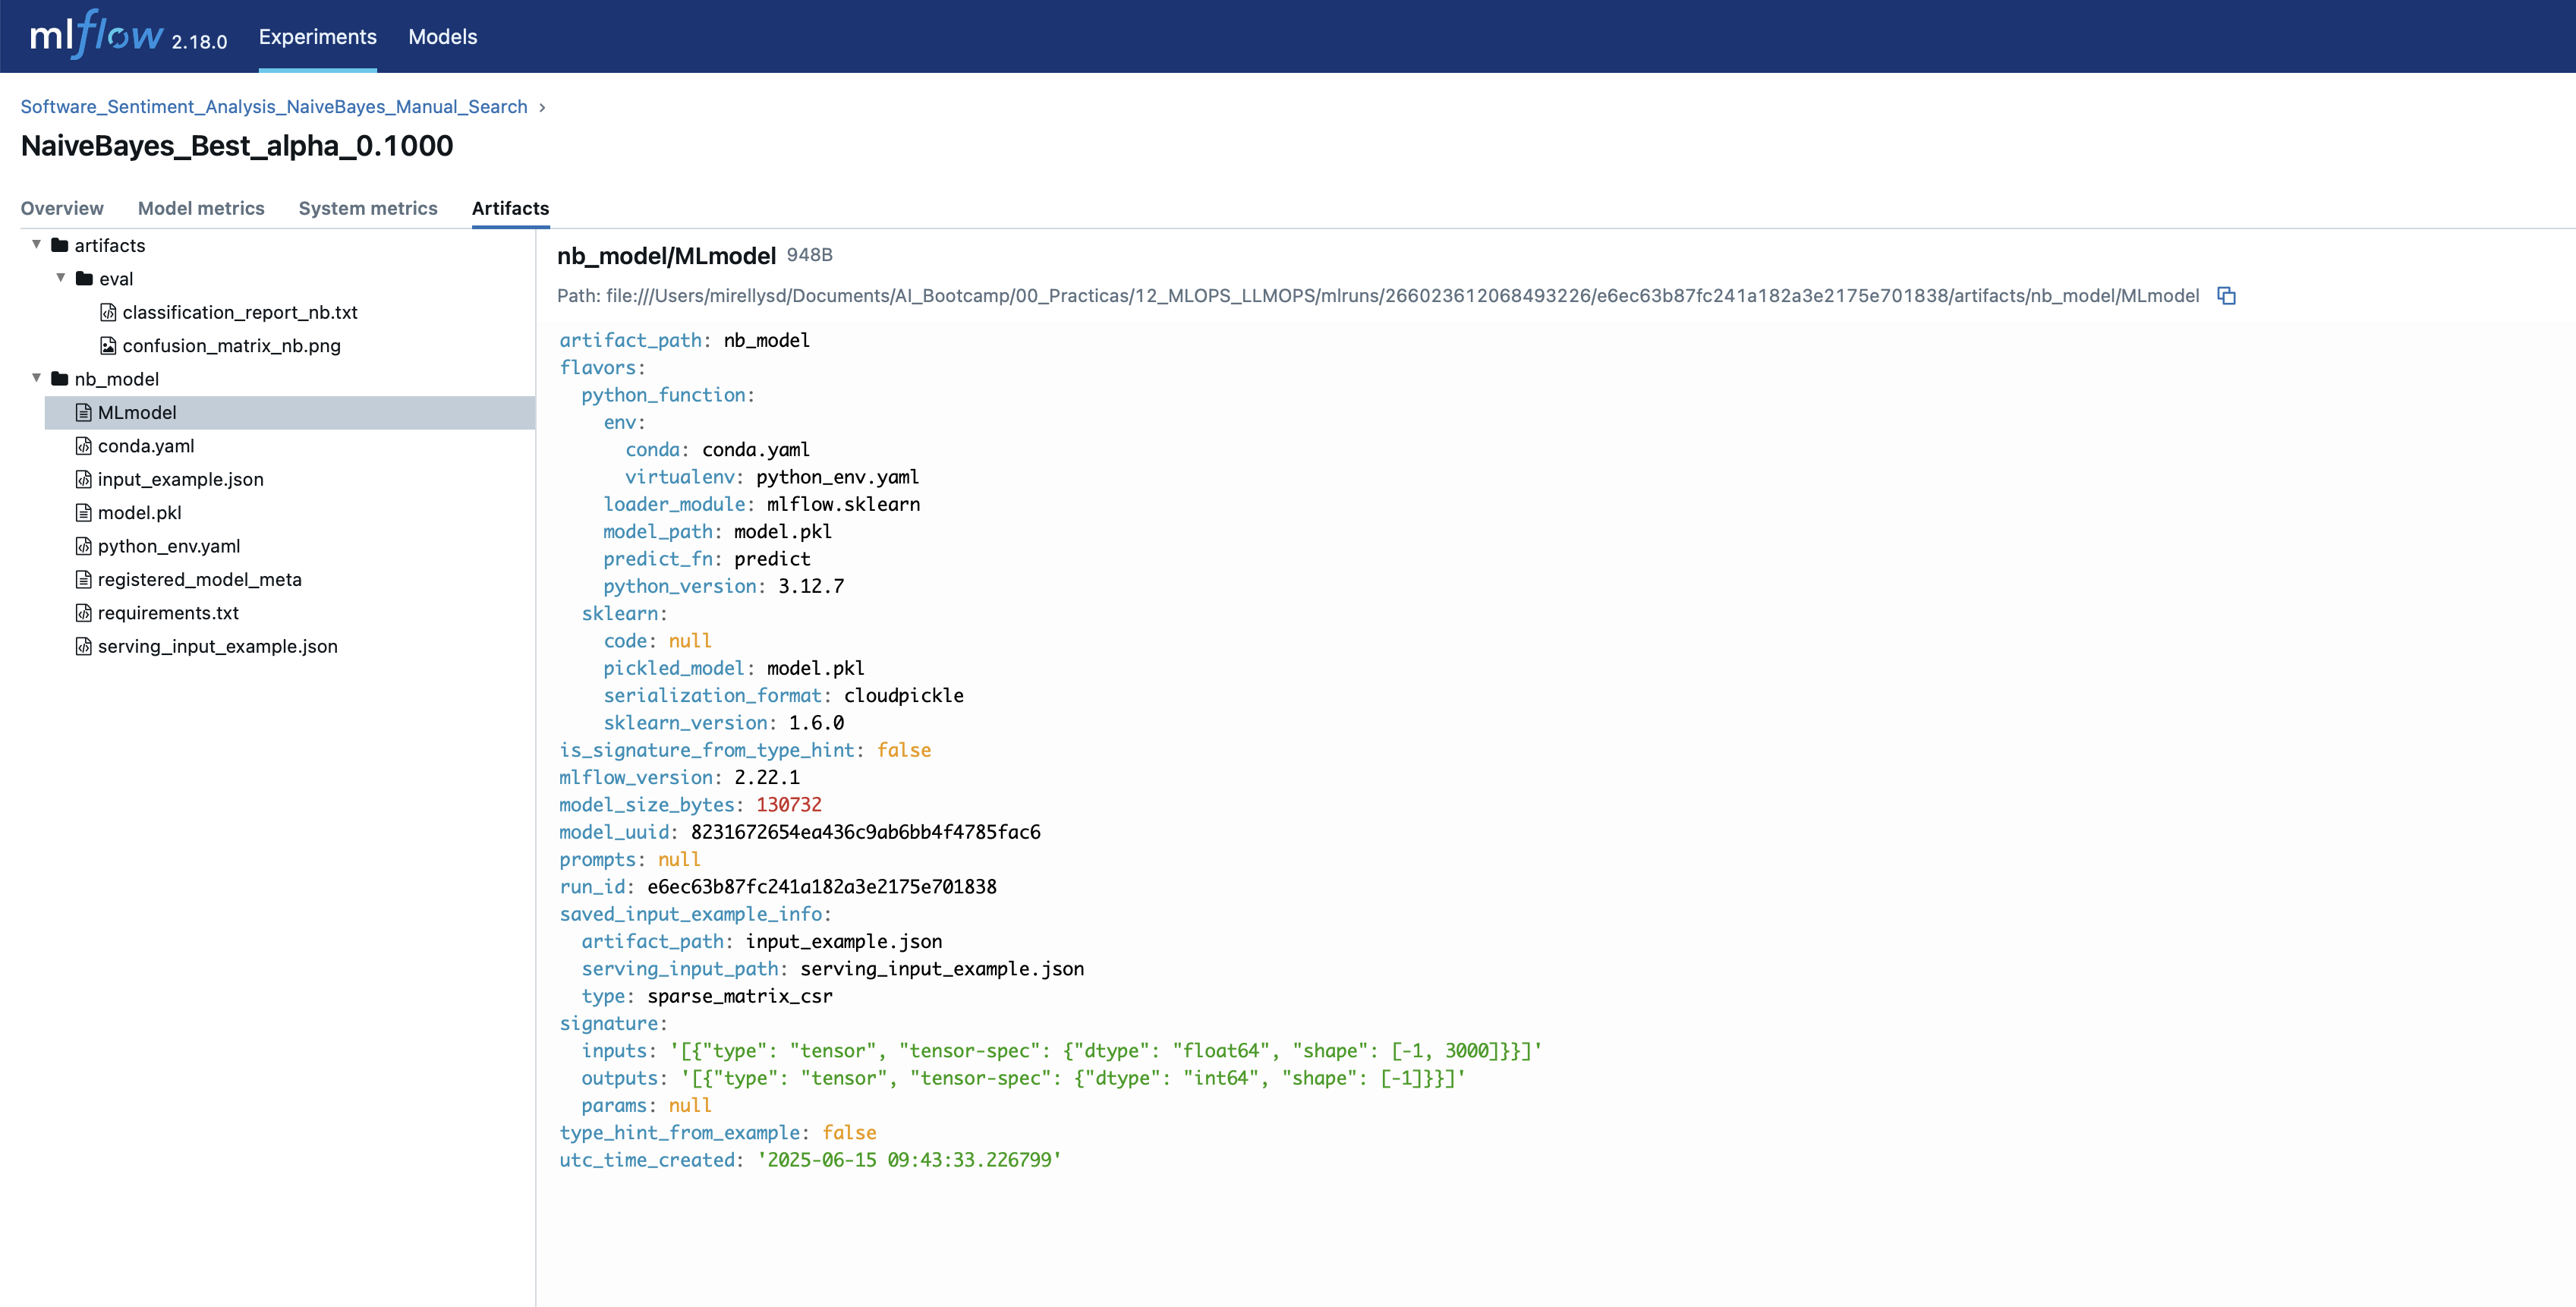 mlflow 2.18.0 Experiments Models
Software_Sentiment_Analysis_NaiveBayes_Manual_Search ›
NaiveBayes_Best_alpha_0.1000
Overview Model metrics System metrics Artifacts
artifacts
eval
classification_report_nb.txt
confusion_matrix_nb.png
nb_model
MLmodel
conda.yaml
input_example.json
model.pkl
python_env.yaml
registered_model_meta
requirements.txt
serving_input_example.json
nb_model/MLmodel 948B
Path: file:///Users/mirellysd/Documents/AI_Bootcamp/00_Practicas/12_MLOPS_LLMOPS/mlruns/266023612068493226/e6ec63b87fc241a182a3e2175e701838/artifacts/nb_model/MLmodel
artifact_path: nb_model
flavors:
python_function:
env:
conda: conda.yaml
virtualenv: python_env.yaml
loader_module: mlflow.sklearn
model_path: model.pkl
predict_fn: predict
python_version: 3.12.7
sklearn:
code: null
pickled_model: model.pkl
serialization_format: cloudpickle
sklearn_version: 1.6.0
is_signature_from_type_hint: false
mlflow_version: 2.22.1
model_size_bytes: 130732
model_uuid: 8231672654ea436c9ab6bb4f4785fac6
prompts: null
run_id: e6ec63b87fc241a182a3e2175e701838
saved_input_example_info:
artifact_path: input_example.json
serving_input_path: serving_input_example.json
type: sparse_matrix_csr
signature:
inputs: '[{"type": "tensor", "tensor-spec": {"dtype": "float64", "shape": [-1, 3000]}}]'
outputs: '[{"type": "tensor", "tensor-spec": {"dtype": "int64", "shape": [-1]}}]'
params: null
type_hint_from_example: false
utc_time_created: '2025-06-15 09:43:33.226799'